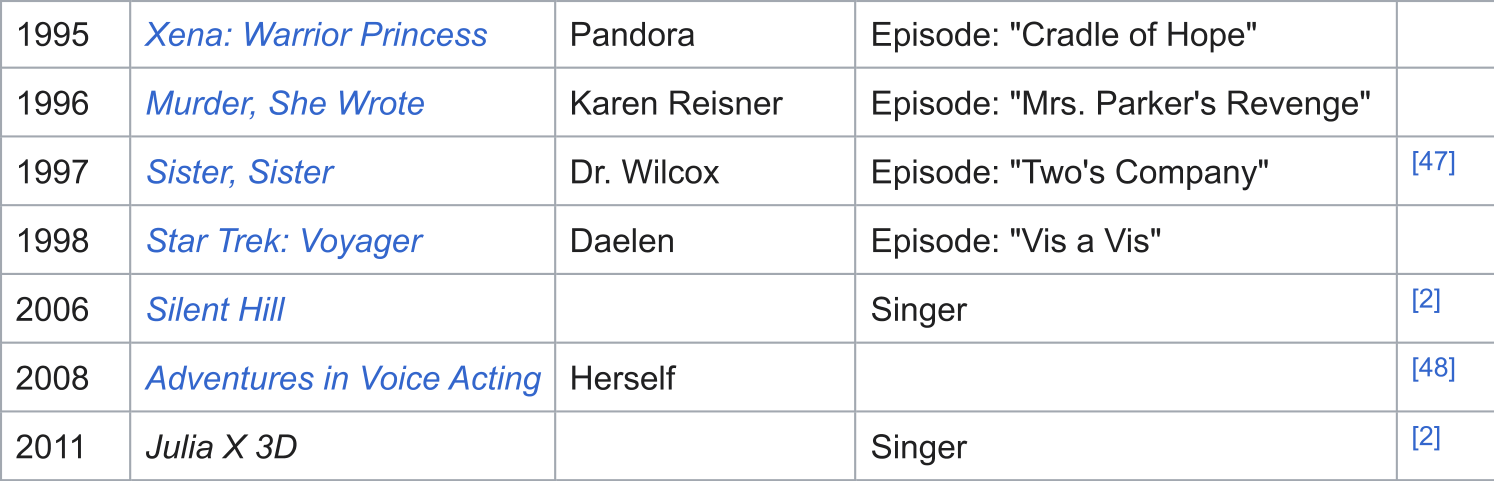 1995 Xena: Warrior Princess Pandora Episode: "Cradle of Hope"
1996 Murder, She Wrote Karen Reisner Episode: "Mrs. Parker's Revenge"
1997 Sister, Sister Dr. Wilcox Episode: "Two's Company" [47]
1998 Star Trek: Voyager Daelen Episode: "Vis a Vis"
2006 Silent Hill Singer [2]
2008 Adventures in Voice Acting Herself [48]
2011 Julia X 3D Singer [2]